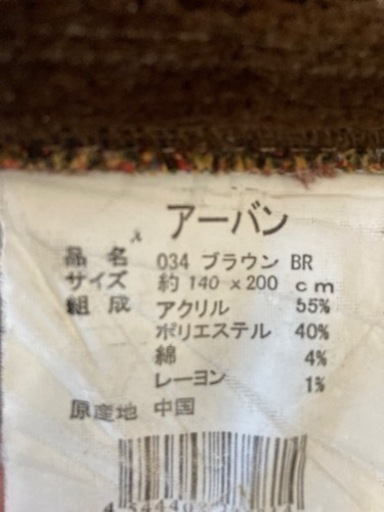 アーバン
品 名 034 ブラウン BR
サイズ 約 140 x 200 cm
組 成 アクリル 55%
ポリエステル 40%
綿 4%
レーヨン 1%
原産地 中国